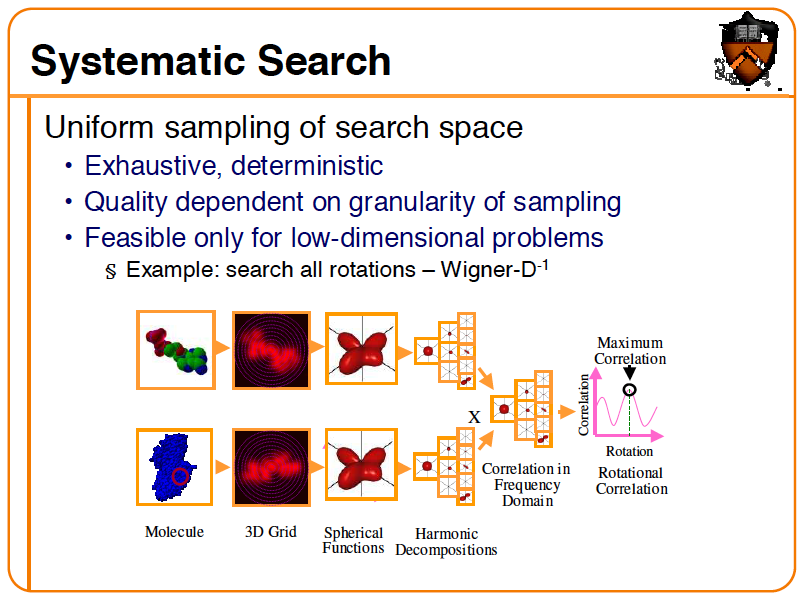 Systematic Search
Uniform sampling of search space
• Exhaustive, deterministic
• Quality dependent on granularity of sampling
• Feasible only for low-dimensional problems
§ Example: search all rotations – Wigner-D-1
Maximum
Correlation
Correlation
X
Rotation
Correlation in
Frequency
Domain
Rotational
Correlation
Molecule
3D Grid
Spherical
Functions
Harmonic
Decompositions